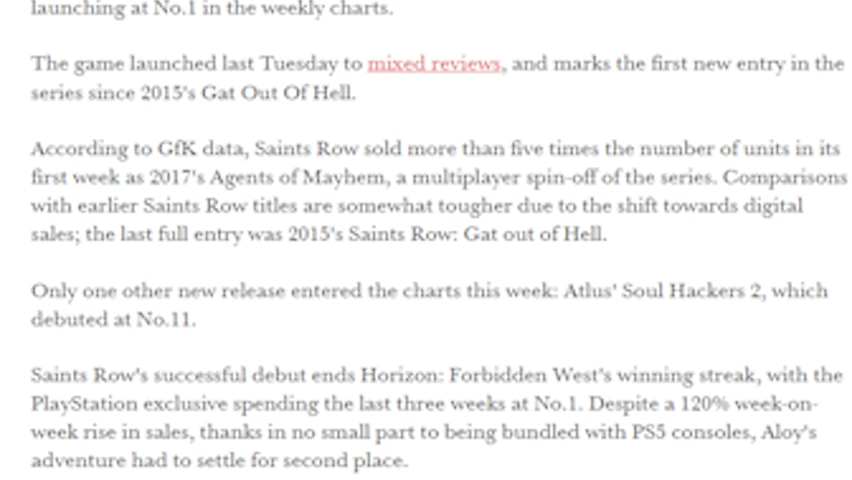 launching at No.1 in the weekly charts.
The game launched last Tuesday to mixed reviews, and marks the first new entry in the
series since 2015's Gat Out Of Hell.
According to GfK data, Saints Row sold more than five times the number of units in its
first week as 2017's Agents of Mayhem, a multiplayer spin-off of the series. Comparisons
with earlier Saints Row titles are somewhat tougher due to the shift towards digital
sales; the last full entry was 2015's Saints Row: Gat out of Hell.
Only one other new release entered the charts this week: Atlus' Soul Hackers 2, which
debuted at No.11.
Saints Row's successful debut ends Horizon: Forbidden West's winning streak, with the
PlayStation exclusive spending the last three weeks at No.1. Despite a 120% week-on-
week rise in sales, thanks in no small part to being bundled with PS5 consoles, Aloy's
adventure had to settle for second place.